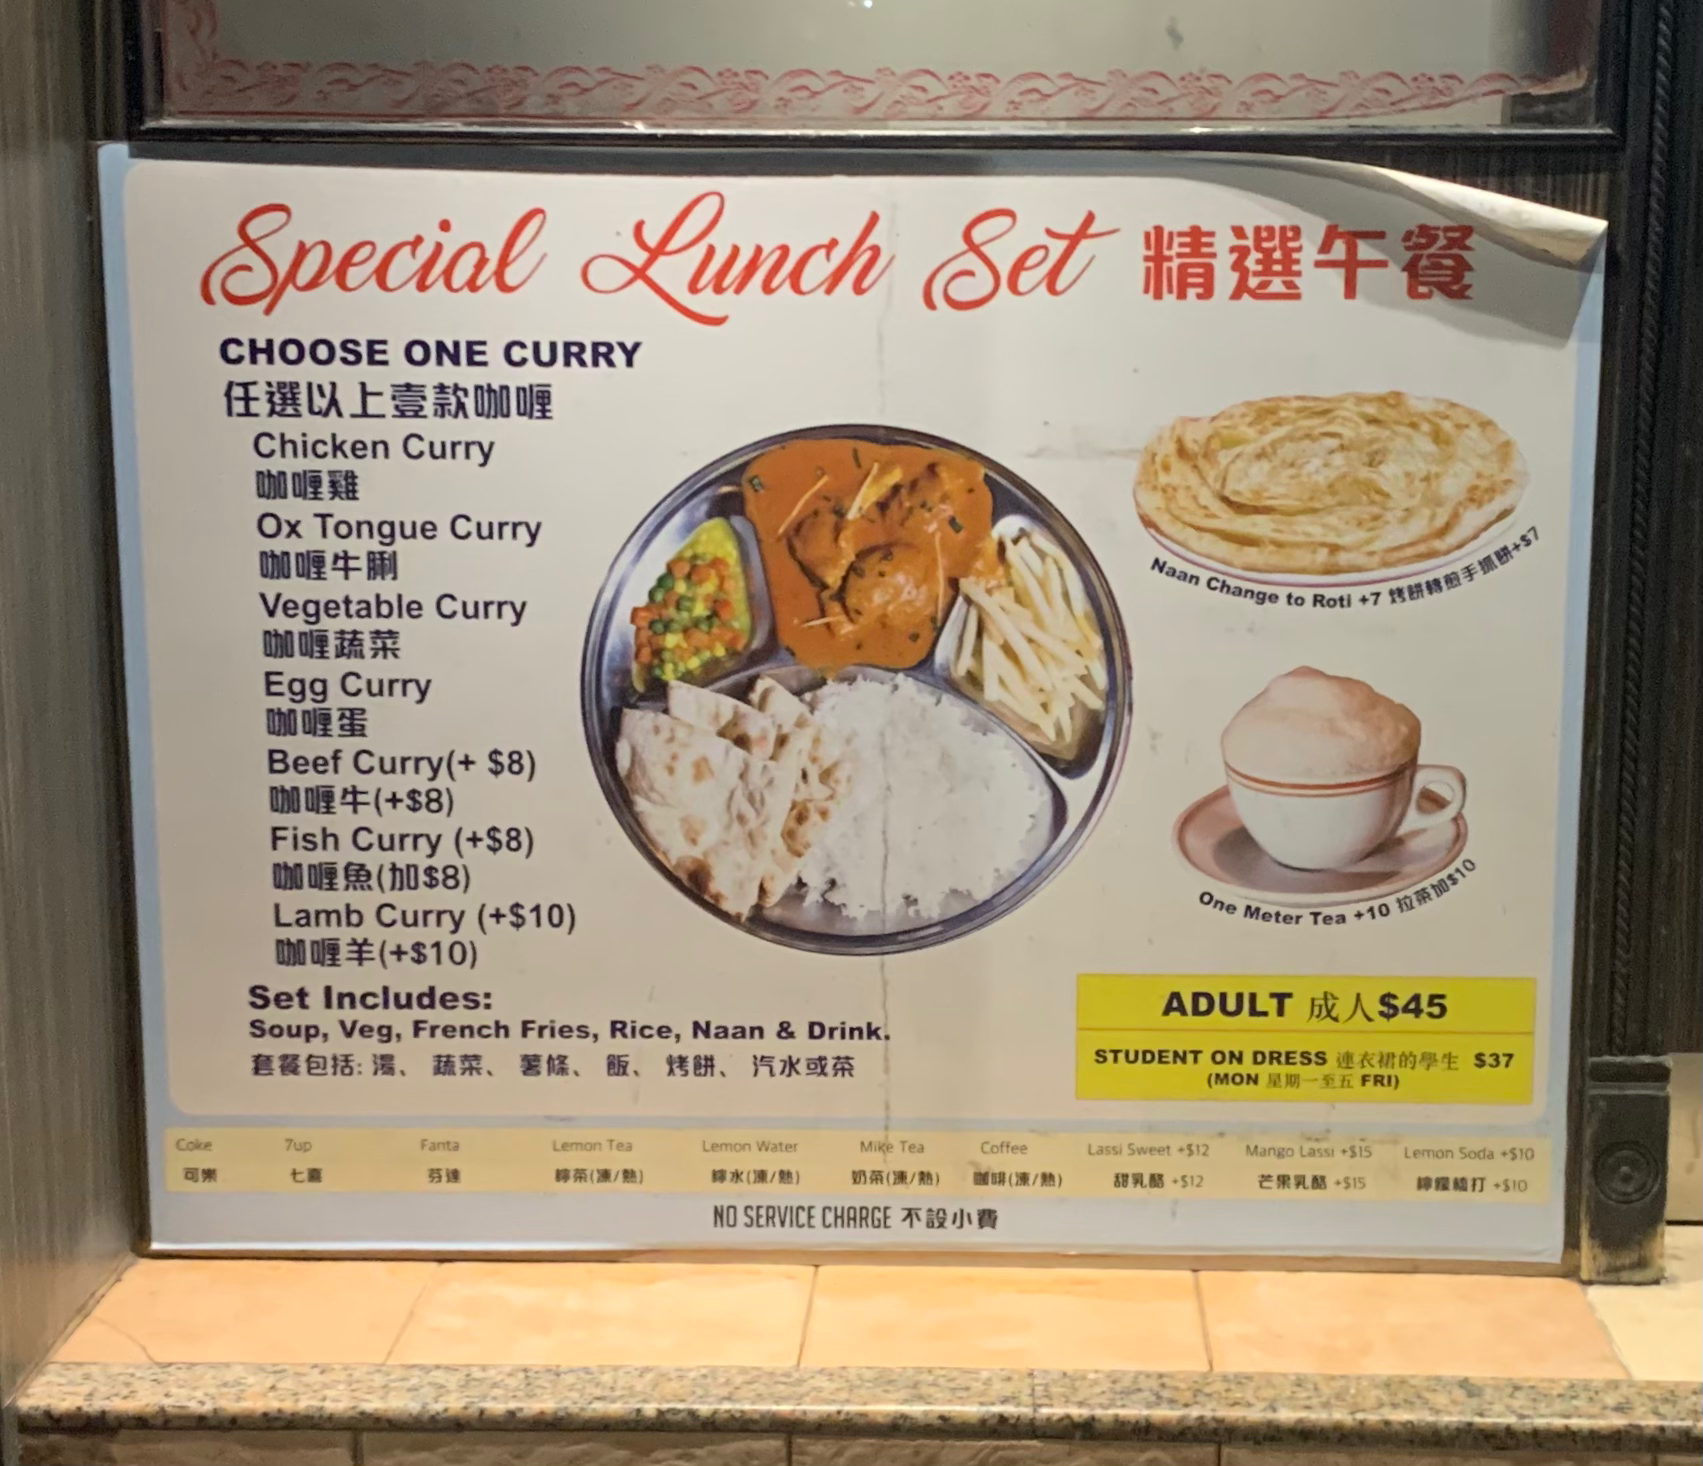 Special Lunch Set 精選午餐
CHOOSE ONE CURRY
任選以上壹款咖喱
Chicken Curry
咖喱雞
Ox Tongue Curry
咖喱牛脷
Vegetable Curry
咖喱蔬菜
Egg Curry
咖喱蛋
Beef Curry(+ $8)
咖喱牛(+$8)
Fish Curry (+$8)
咖喱魚(加$8)
Lamb Curry (+$10)
咖喱羊(+$10)
Set Includes:
Soup, Veg, French Fries, Rice, Naan & Drink.
套餐包括: 湯、 蔬菜、 薯條、 飯、 烤餅、 汽水或茶
Naan Change to Roti +7 烤餅轉煎手抓餅+$7
One Meter Tea +10 拉茶加$10
ADULT 成人$45
STUDENT ON DRESS 連衣裙的學生 $37
(MON 星期一至五 FRI)
Coke 7up Fanta Lemon Tea Lemon Water Mike Tea Coffee Lassi Sweet +$12 Mango Lassi +$15 Lemon Soda +$10
可樂 七喜 芬達 檸茶(凍/熱) 檸水(凍/熱) 奶茶(凍/熱) 咖啡(凍/熱) 甜乳酪 +$12 芒果乳酪 +$15 檸檬梳打 +$10
NO SERVICE CHARGE 不設小費